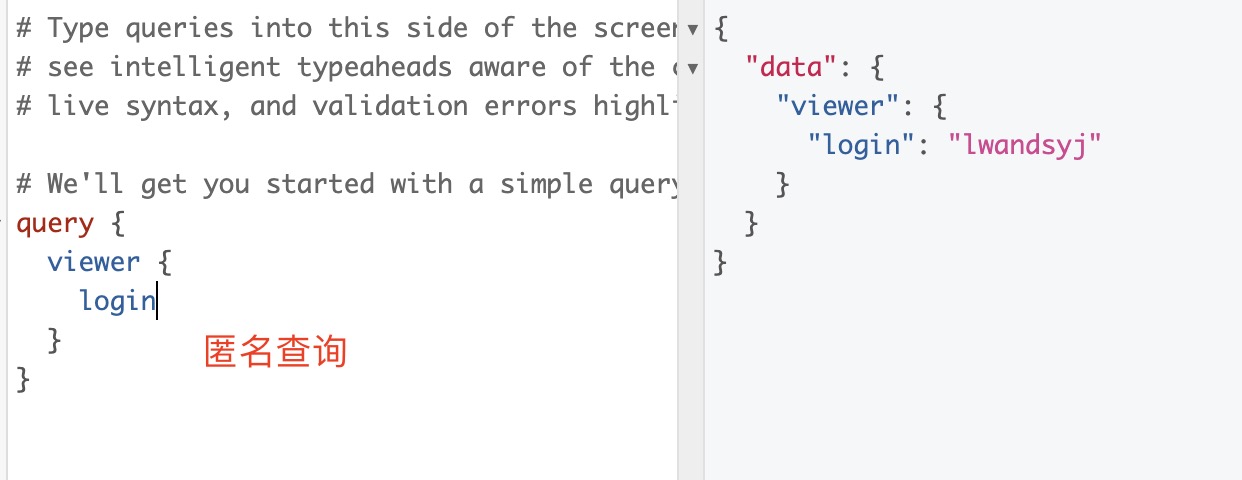 # Type queries into this side of the screen
# see intelligent typeaheads aware of the
# live syntax, and validation errors highli
# We'll get you started with a simple query
query {
viewer {
login
}
匿名查询
}
{
"data": {
"viewer": {
"login": "lwandsyj"
}
}
}